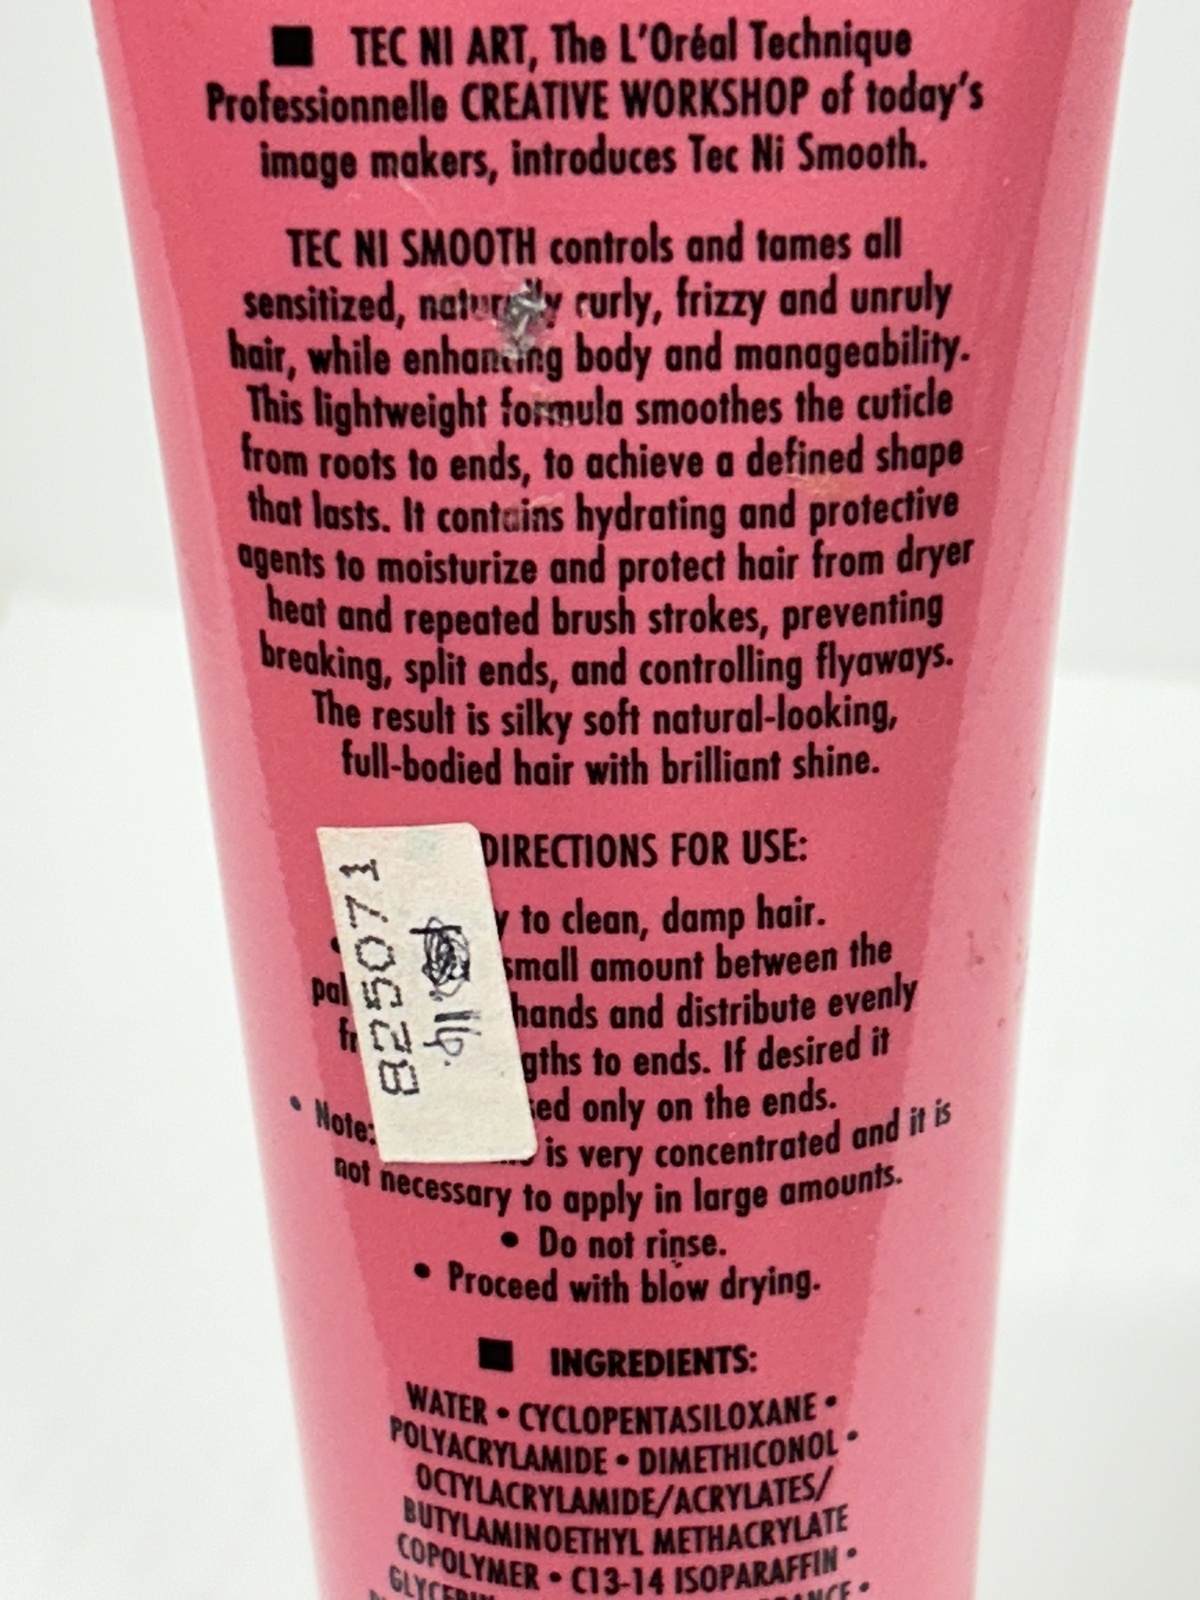 ■ TEC NI ART, The L'Oréal Technique
Professionnelle CREATIVE WORKSHOP of today's
image makers, introduces Tec Ni Smooth.
TEC NI SMOOTH controls and tames all
sensitized, naturally curly, frizzy and unruly
hair, while enhancing body and manageability.
This lightweight formula smoothes the cuticle
from roots to ends, to achieve a defined shape
that lasts. It contains hydrating and protective
agents to moisturize and protect hair from dryer
heat and repeated brush strokes, preventing
breaking, split ends, and controlling flyaways.
The result is silky soft natural-looking,
full-bodied hair with brilliant shine.
DIRECTIONS FOR USE:
to clean, damp hair.
small amount between the
hands and distribute evenly
to ends. If desired it
only on the ends.
• Note: is very concentrated and it is
not necessary to apply in large amounts.
• Do not rinse.
• Proceed with blow drying.
825071
■ INGREDIENTS:
WATER • CYCLOPENTASILOXANE •
POLYACRYLAMIDE • DIMETHICONOL •
OCTYLACRYLAMIDE/ACRYLATES/
BUTYLAMINOETHYL METHACRYLATE
COPOLYMER • C13-14 ISOPARAFFIN •